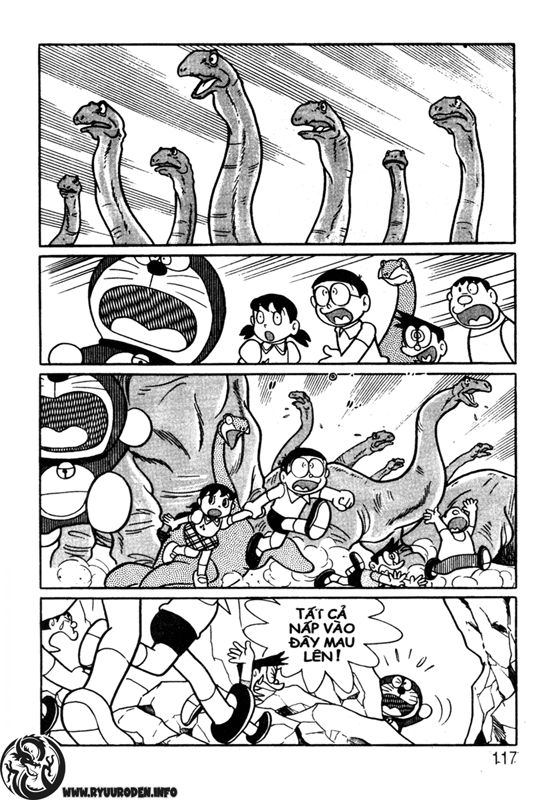 TẤT CẢ
NẤP VÀO
ĐÂY MAU
LÊN!
117
WWW.RYUURODEN.INFO